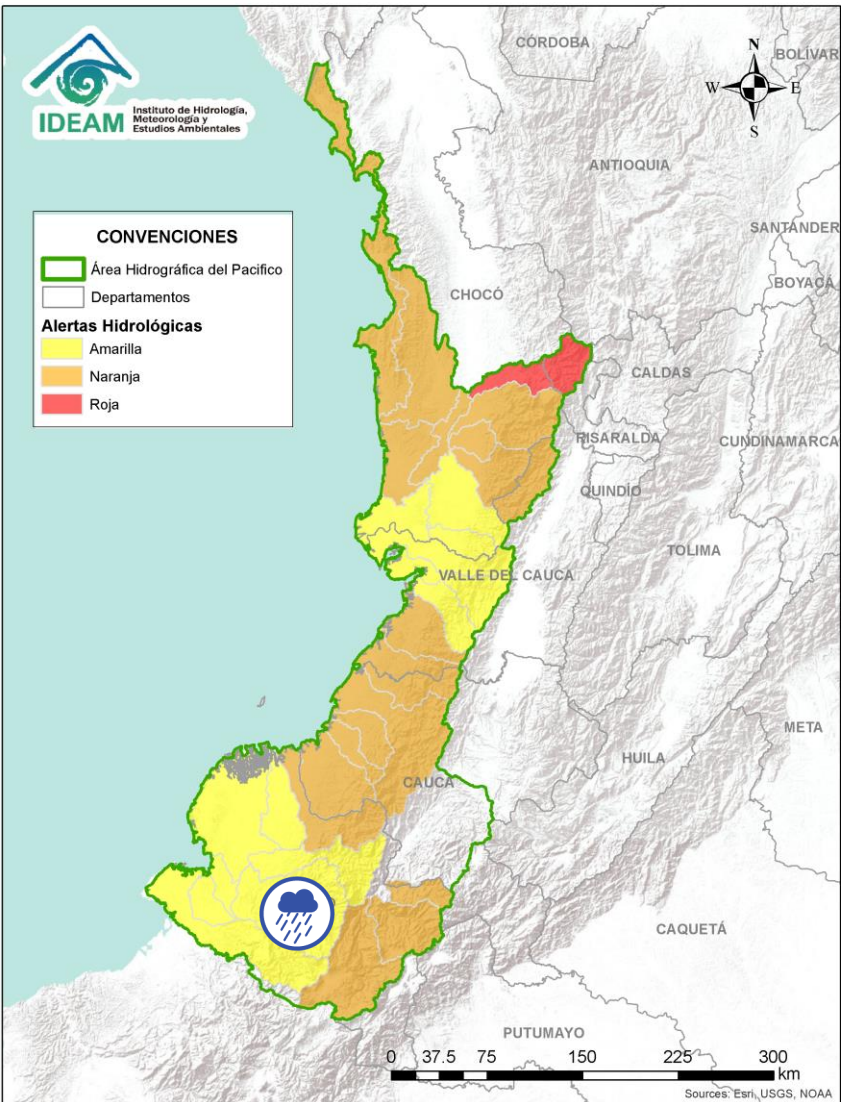 IDEAM
Instituto de Hidrología,
Meteorología y
Estudios Ambientales
N
W
E
S
CÓRDOBA
BOLIVAR
ANTIOQUIA
SANTANDER
BOYACÁ
CONVENCIONES
Área Hidrográfica del Pacifico
Departamentos
Alertas Hidrológicas
Amarilla
Naranja
Roja
CHOCÓ
CALDAS
RISARALDA
CUNDINAMARCA
QUINDÍO
TOLIMA
VALLE DEL CAUCA
META
HUILA
CAUCA
CAQUETÁ
PUTUMAYO
0 37.5 75 150 225 300
km
Sources: Esri, USGS, NOAA